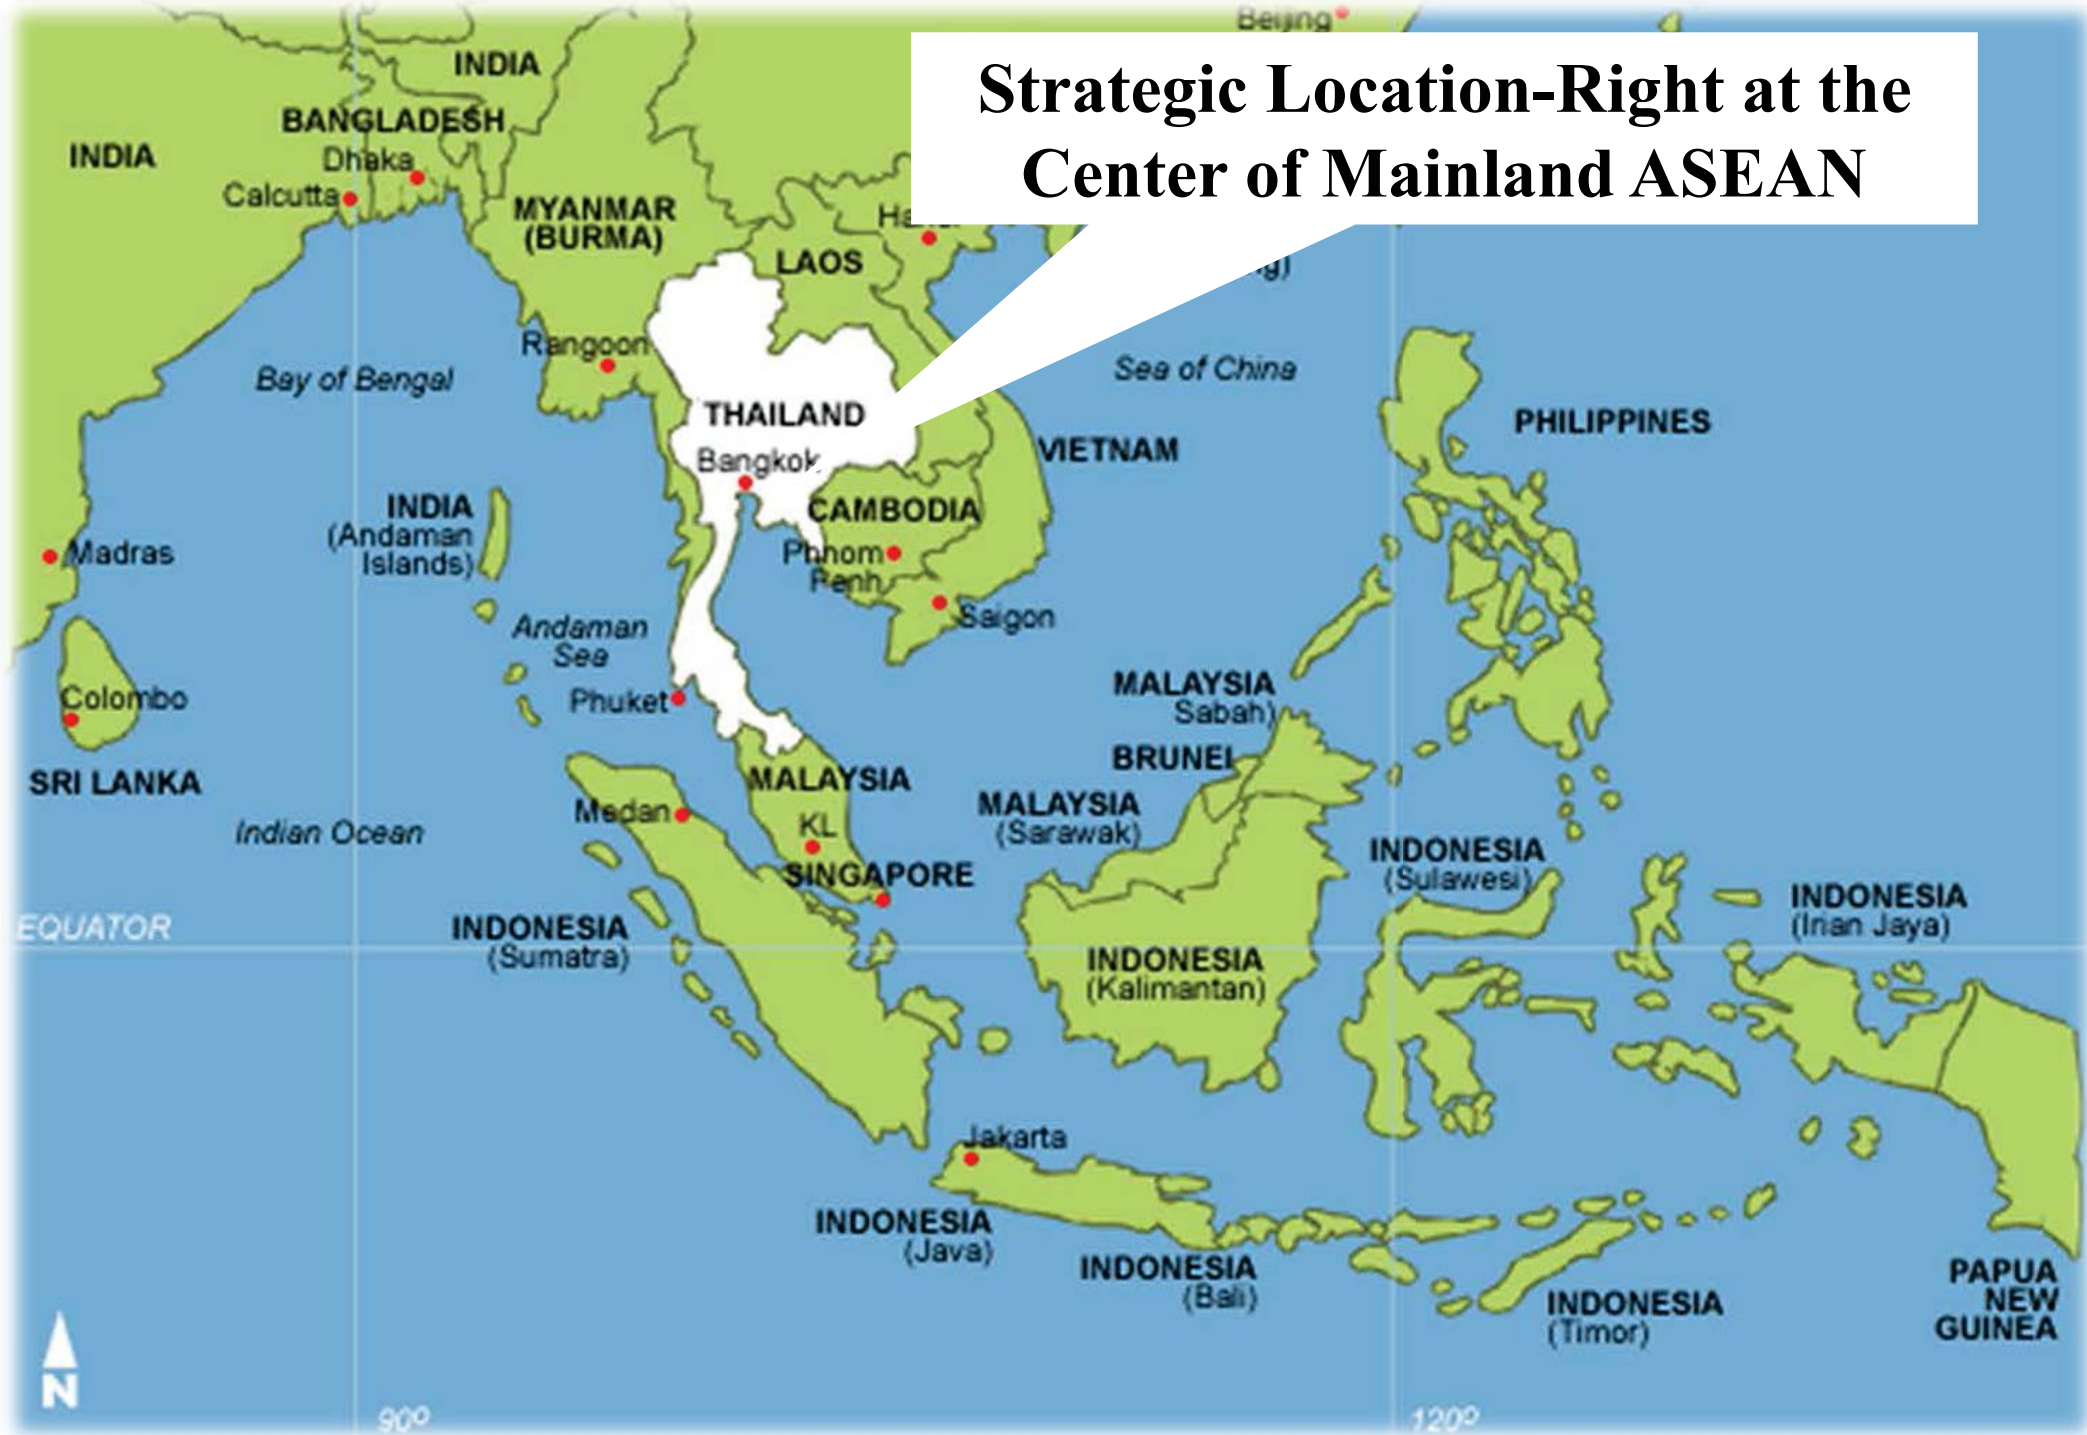 Beijing
Strategic Location-Right at the
Center of Mainland ASEAN
INDIA
BANGLADESH
INDIA
Dhaka
Calcutta
MYANMAR
(BURMA)
LAOS
Rangoon
Bay of Bengal
Sea of China
THAILAND
PHILIPPINES
VIETNAM
Bangkok
INDIA
(Andaman
Islands)
CAMBODIA
Madras
Phnom
Penh
Saigon
Andaman
Sea
Phuket
Colombo
MALAYSIA
Sabah)
BRUNEI
SRI LANKA
MALAYSIA
MALAYSIA
(Sarawak)
Medan
KL
Indian Ocean
SINGAPORE
INDONESIA
(Sulawesi)
INDONESIA
(Irian Jaya)
EQUATOR
INDONESIA
(Sumatra)
INDONESIA
(Kalimantan)
Jakarta
INDONESIA
(Java)
INDONESIA
(Bali)
INDONESIA
(Timor)
PAPUA
NEW
GUINEA
N
90º
120º